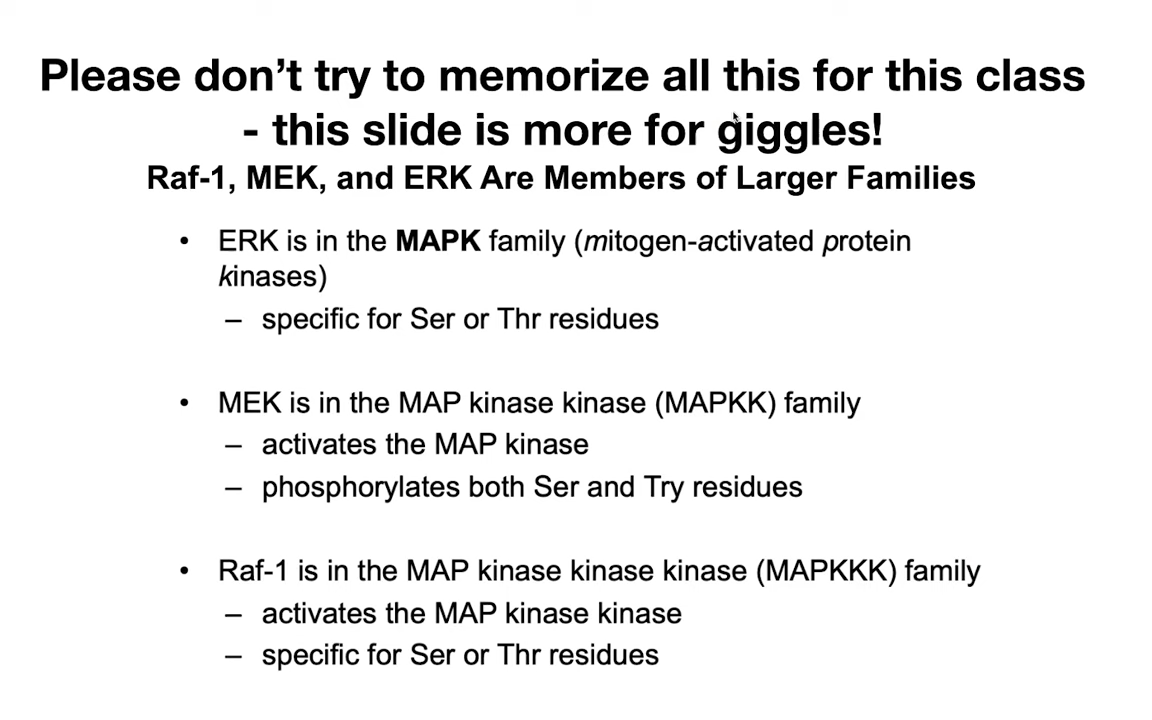 Please don’t try to memorize all this for this class
- this slide is more for giggles!
Raf-1, MEK, and ERK Are Members of Larger Families
• ERK is in the MAPK family (mitogen-activated protein
kinases)
– specific for Ser or Thr residues
• MEK is in the MAP kinase kinase (MAPKK) family
– activates the MAP kinase
– phosphorylates both Ser and Try residues
• Raf-1 is in the MAP kinase kinase kinase (MAPKKK) family
– activates the MAP kinase kinase
– specific for Ser or Thr residues